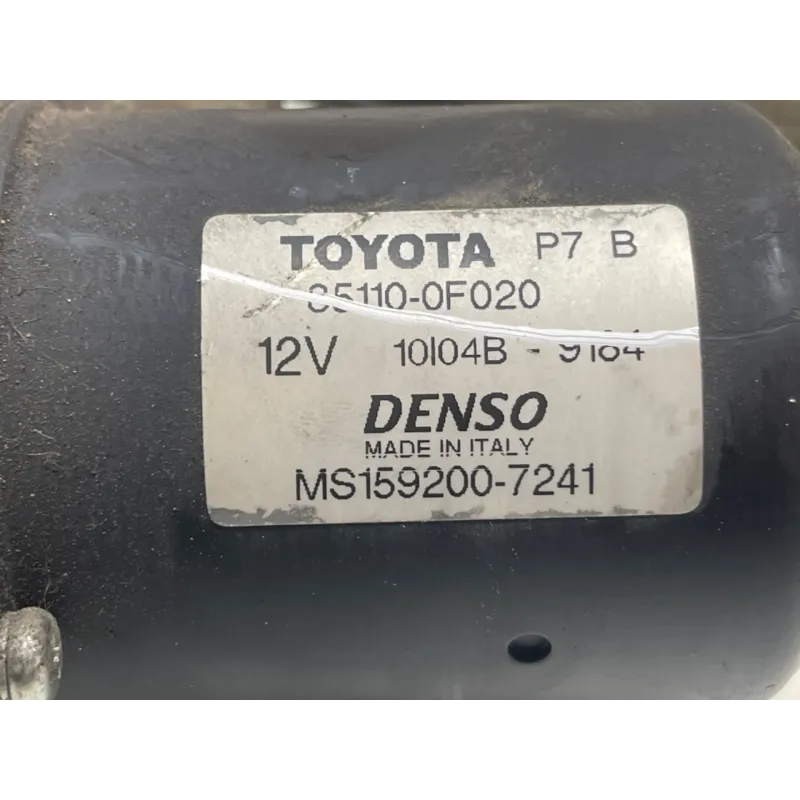 TOYOTA P7 B
85110-0F020
12V 10I04B - 9184
DENSO
MADE IN ITALY
MS159200-7241